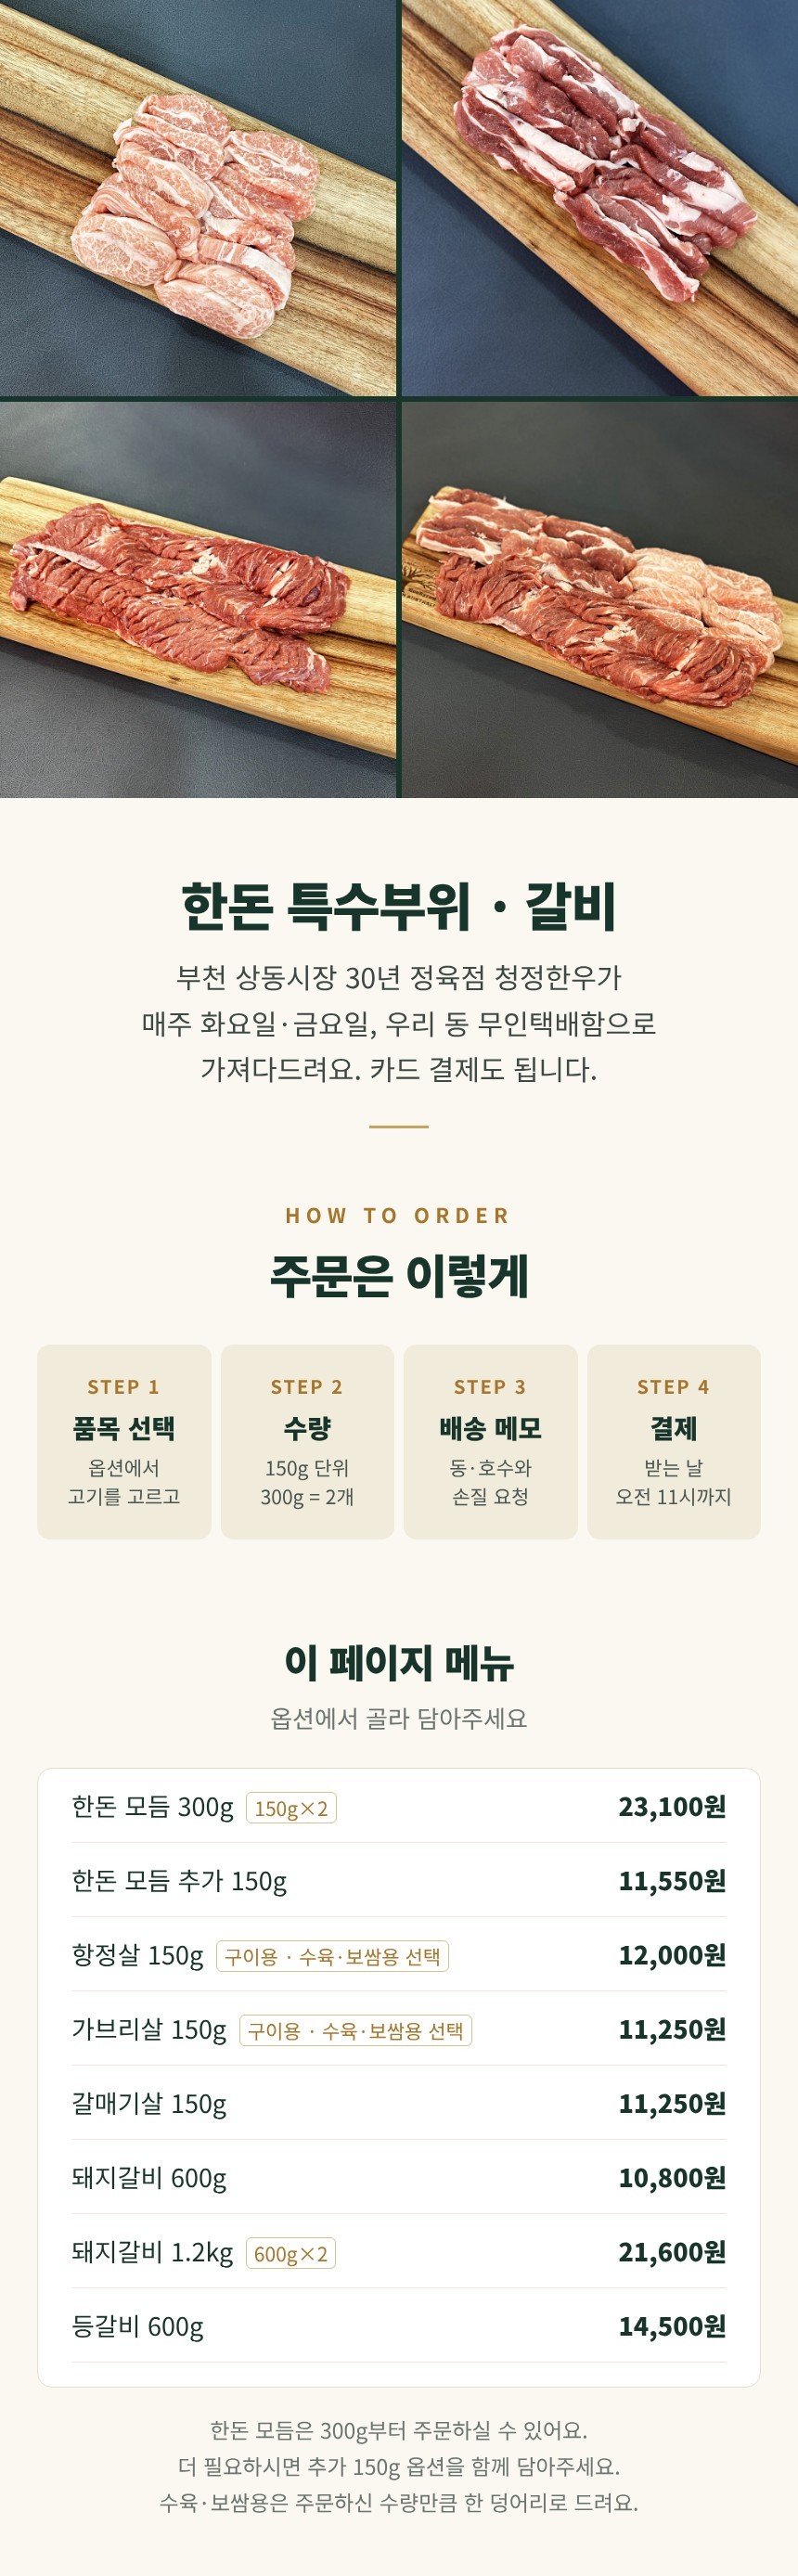 한돈 특수부위 · 갈비
부천 상동시장 30년 정육점 청정한우가
매주 화요일·금요일, 우리 동 무인택배함으로
가져다드려요. 카드 결제도 됩니다.
HOW TO ORDER
주문은 이렇게
STEP 1
품목 선택
옵션에서
고기를 고르고
STEP 2
수량
150g 단위
300g = 2개
STEP 3
배송 메모
동·호수와
손질 요청
STEP 4
결제
받는 날
오전 11시까지
이 페이지 메뉴
옵션에서 골라 담아주세요
한돈 모듬 300g 150g×2 23,100원
한돈 모듬 추가 150g 11,550원
항정살 150g 구이용 · 수육·보쌈용 선택 12,000원
가브리살 150g 구이용 · 수육·보쌈용 선택 11,250원
갈매기살 150g 11,250원
돼지갈비 600g 10,800원
돼지갈비 1.2kg 600g×2 21,600원
등갈비 600g 14,500원
한돈 모듬은 300g부터 주문하실 수 있어요.
더 필요하시면 추가 150g 옵션을 함께 담아주세요.
수육·보쌈용은 주문하신 수량만큼 한 덩어리로 드려요.